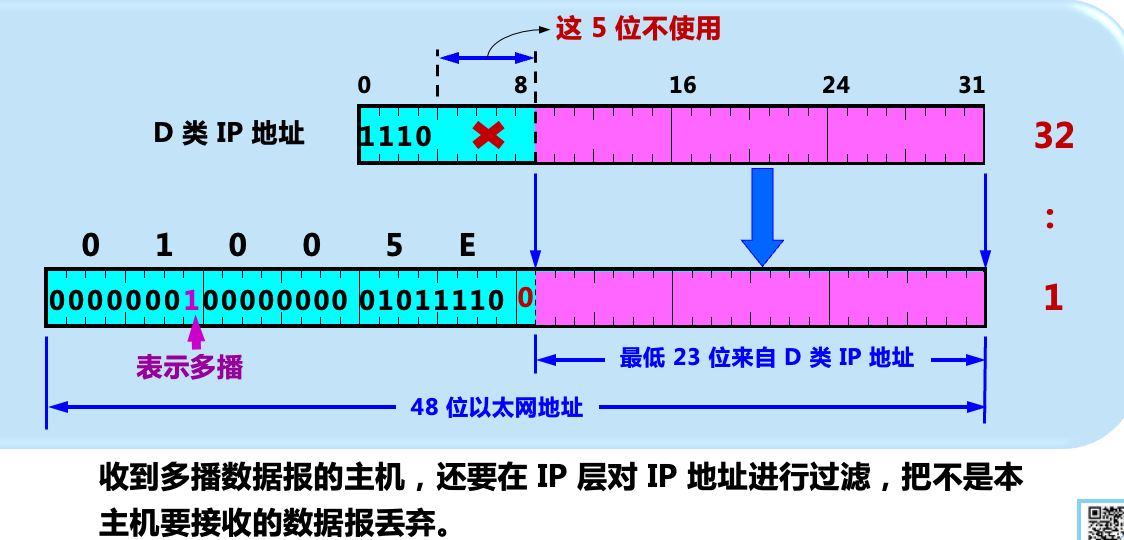 这 5 位不使用
0 8 16 24 31
D 类 IP 地址 1110 32
:
0 1 0 0 5 E
00000001 00000000 01011110 0 1
表示多播
最低 23 位来自 D 类 IP 地址
48 位以太网地址
收到多播数据报的主机，还要在 IP 层对 IP 地址进行过滤，把不是本
主机要接收的数据报丢弃。